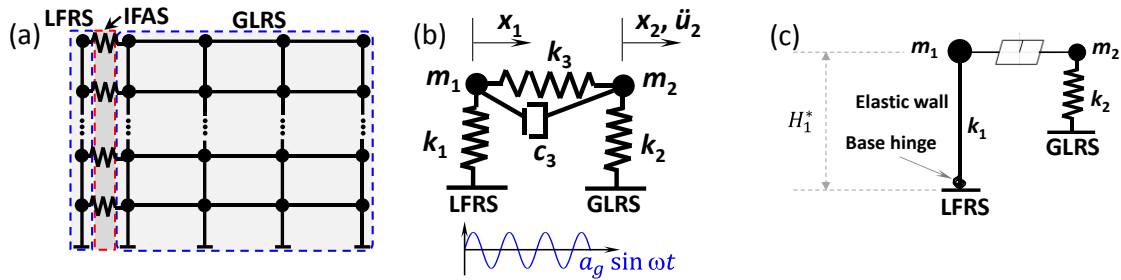 (a)
LFRS
IFAS
GLRS
(b)
x₁
x₂, ü₂
k₃
m₁
m₂
k₁
c₃
k₂
LFRS
GLRS
a_g sin ωt
(c)
m₁
m₂
H₁*
Elastic wall
k₁
k₂
Base hinge
GLRS
LFRS